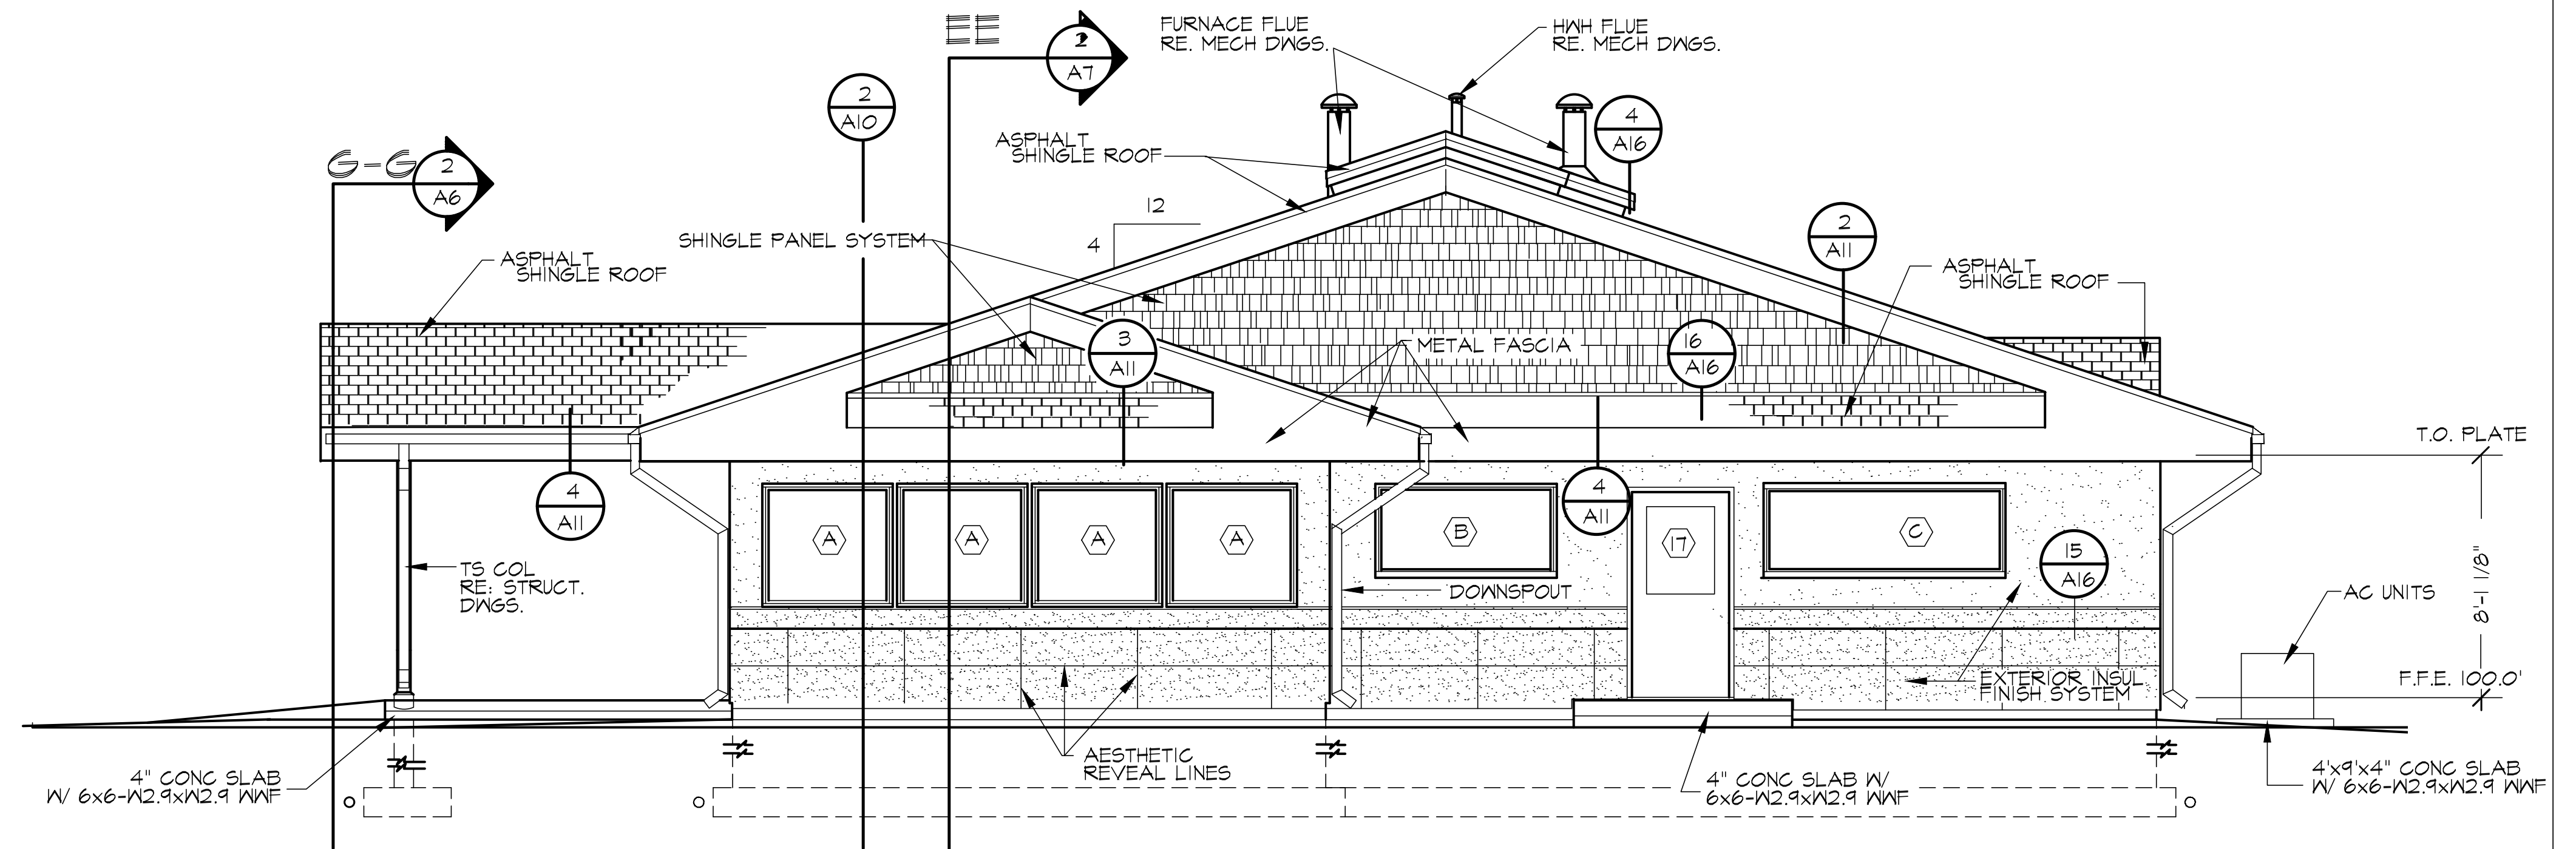 FURNACE FLUE
RE. MECH DWGS.
HWH FLUE
RE. MECH DWGS.
EE
1
A7
2
A10
4
A16
ASPHALT
SHINGLE ROOF
G-G
2
A6
12
4
SHINGLE PANEL SYSTEM
2
A11
ASPHALT
SHINGLE ROOF
ASPHALT
SHINGLE ROOF
3
A11
METAL FASCIA
16
A16
T.O. PLATE
4
A11
4
A11
A
A
A
A
B
17
C
15
A16
8'-1 1/8"
TS COL
RE: STRUCT.
DWGS.
DOWNSPOUT
AC UNITS
EXTERIOR INSUL
FINISH SYSTEM
F.F.E. 100.0'
AESTHETIC
REVEAL LINES
4" CONC SLAB
W/ 6x6-W2.9xW2.9 WWF
4" CONC SLAB W/
6x6-W2.9xW2.9 WWF
4'x9'x4" CONC SLAB
W/ 6x6-W2.9xW2.9 WWF